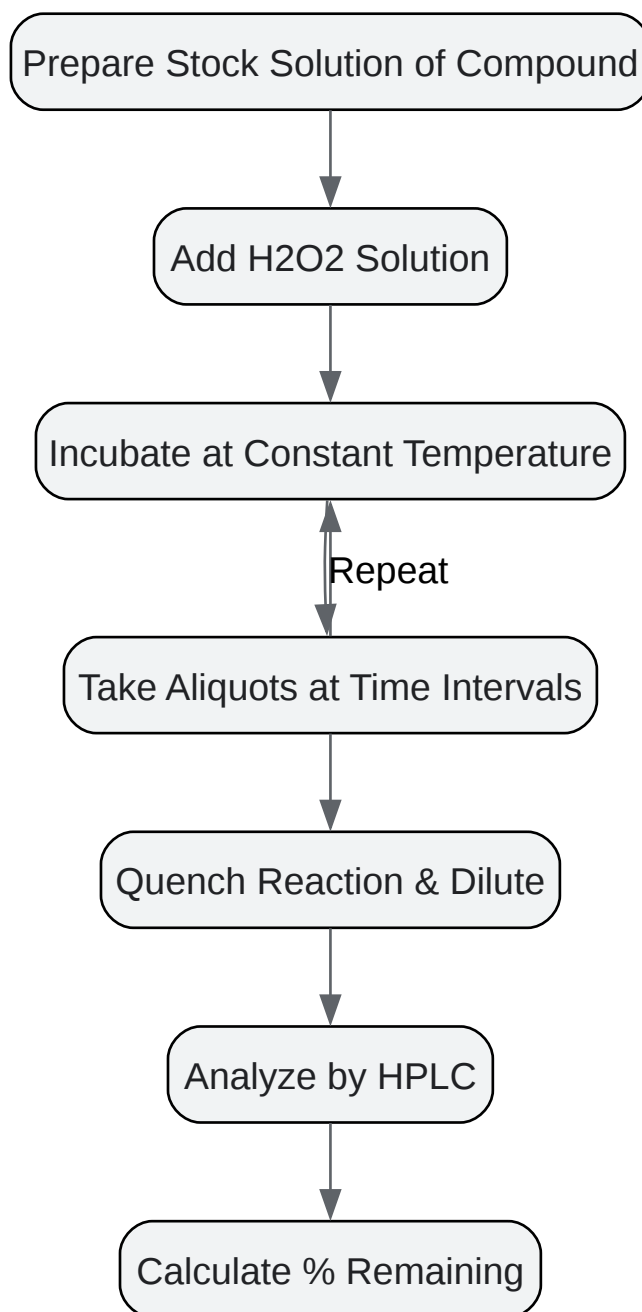 Prepare Stock Solution of Compound
Add H2O2 Solution
Incubate at Constant Temperature
Repeat
Take Aliquots at Time Intervals
Quench Reaction & Dilute
Analyze by HPLC
Calculate % Remaining